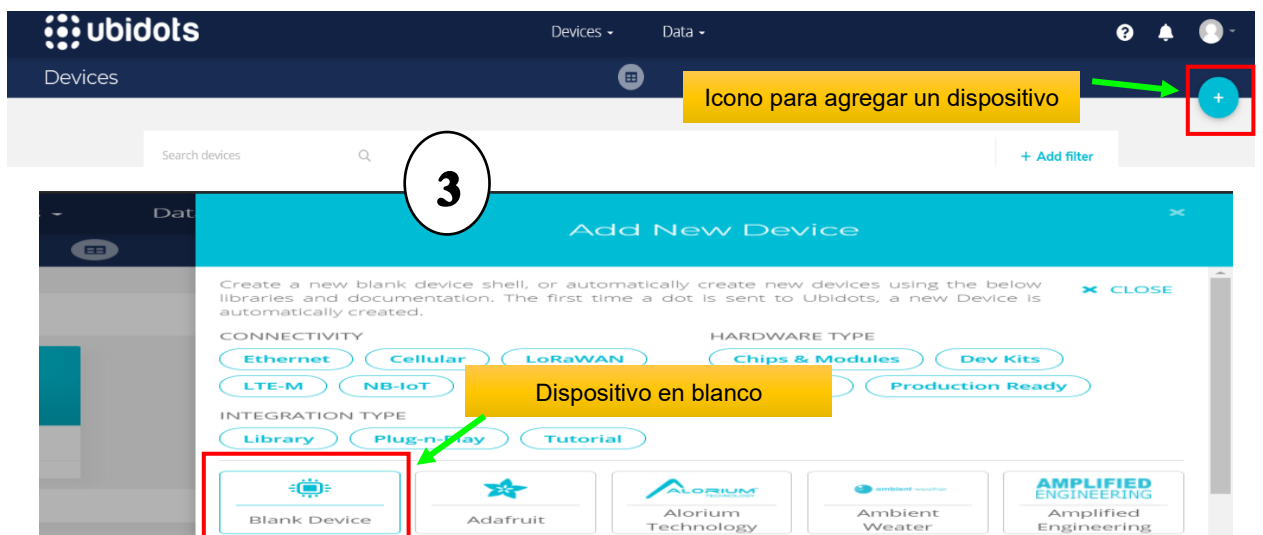 ubidots
Devices
Data
?
Devices
Icono para agregar un dispositivo
+
Search devices
+ Add filter
3
Dat
Add New Device
×
Create a new blank device shell, or automatically create new devices using the below
libraries and documentation. The first time a dot is sent to Ubidots, a new Device is
automatically created.
× CLOSE
CONNECTIVITY
HARDWARE TYPE
Ethernet
Cellular
LoRaWAN
Chips & Modules
Dev Kits
LTE-M
NB-IoT
Production Ready
Dispositivo en blanco
INTEGRATION TYPE
Library
Plug-n-Play
Tutorial
ALORIUM
TECHNOLOGY
ambient weather
AMPLIFIED
ENGINEERING
Blank Device
Adafruit
Alorium
Technology
Ambient
Weater
Amplified
Engineering